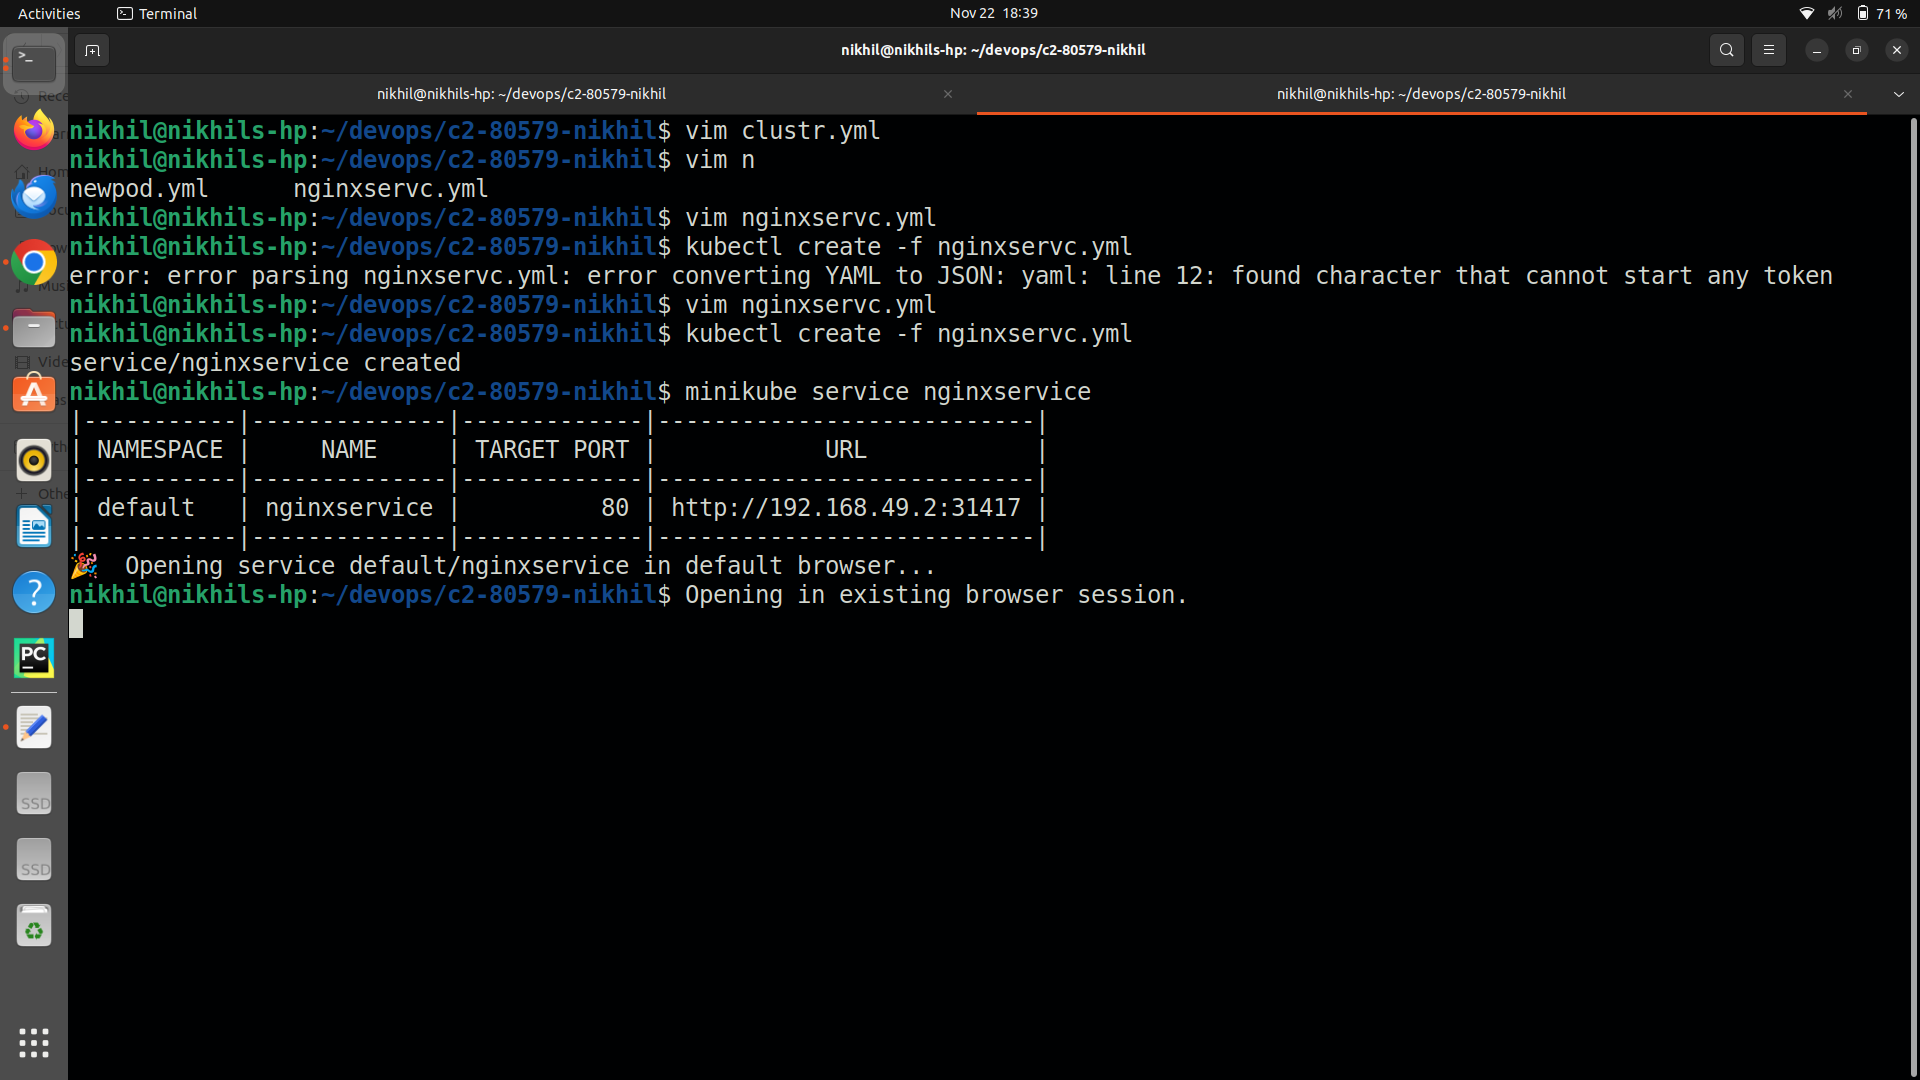 Activities Terminal Nov 22 18:39 71 %
nikhil@nikhils-hp: ~/devops/c2-80579-nikhil
nikhil@nikhils-hp: ~/devops/c2-80579-nikhil × nikhil@nikhils-hp: ~/devops/c2-80579-nikhil ×
nikhil@nikhils-hp:~/devops/c2-80579-nikhil$ vim clustr.yml
nikhil@nikhils-hp:~/devops/c2-80579-nikhil$ vim n
newpod.yml      nginxservc.yml
nikhil@nikhils-hp:~/devops/c2-80579-nikhil$ vim nginxservc.yml
nikhil@nikhils-hp:~/devops/c2-80579-nikhil$ kubectl create -f nginxservc.yml
error: error parsing nginxservc.yml: error converting YAML to JSON: yaml: line 12: found character that cannot start any token
nikhil@nikhils-hp:~/devops/c2-80579-nikhil$ vim nginxservc.yml
nikhil@nikhils-hp:~/devops/c2-80579-nikhil$ kubectl create -f nginxservc.yml
service/nginxservice created
nikhil@nikhils-hp:~/devops/c2-80579-nikhil$ minikube service nginxservice
|-----------|--------------|-------------|---------------------------|
| NAMESPACE |     NAME     | TARGET PORT |            URL            |
|-----------|--------------|-------------|---------------------------|
| default   | nginxservice |          80 | http://192.168.49.2:31417 |
|-----------|--------------|-------------|---------------------------|
🎉  Opening service default/nginxservice in default browser...
nikhil@nikhils-hp:~/devops/c2-80579-nikhil$ Opening in existing browser session.
PC
SSD
SSD